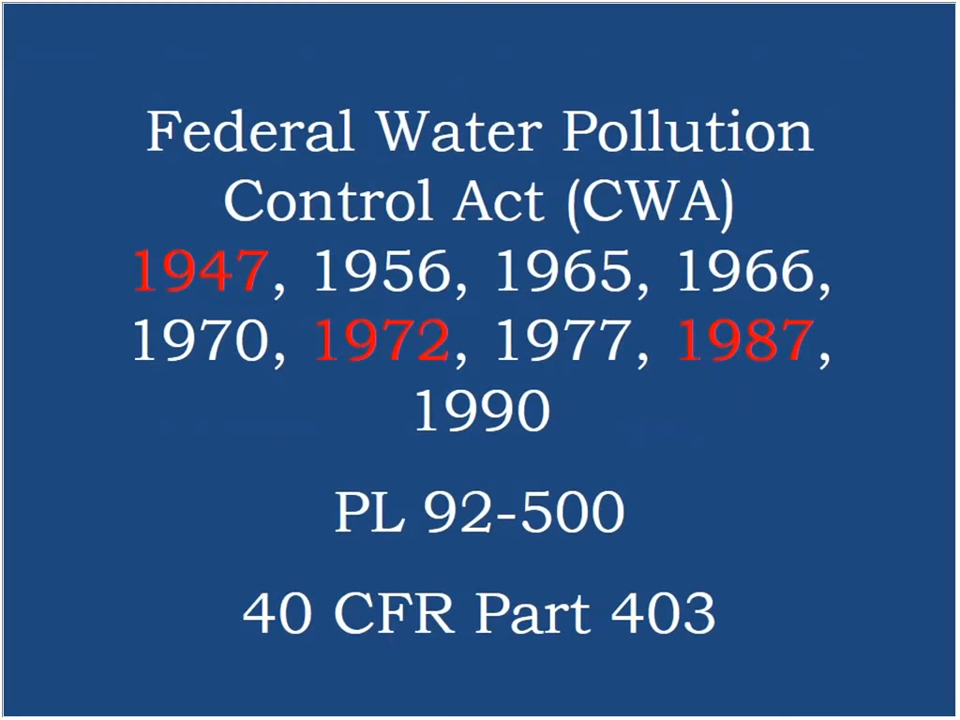 Federal Water Pollution
Control Act (CWA)
1947, 1956, 1965, 1966,
1970, 1972, 1977, 1987,
1990
PL 92-500
40 CFR Part 403